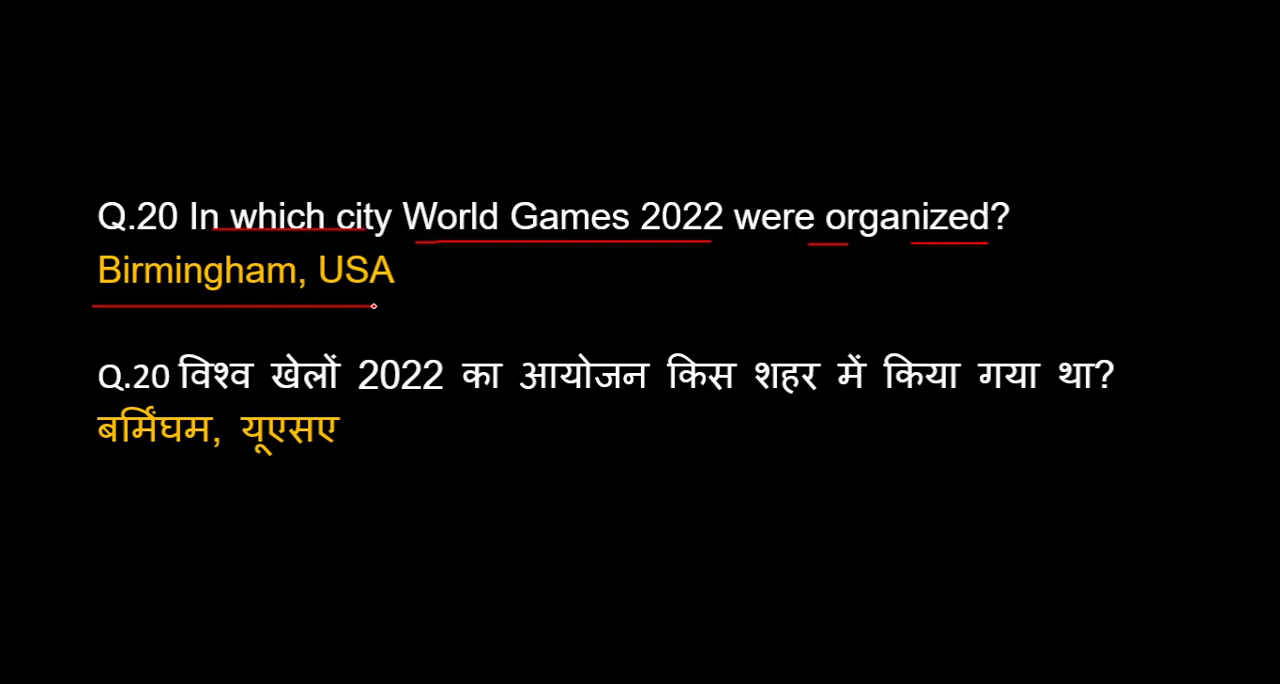 Q.20 In which city World Games 2022 were organized?
Birmingham, USA
Q.20 विश्व खेलों 2022 का आयोजन किस शहर में किया गया था?
बर्मिंघम, यूएसए